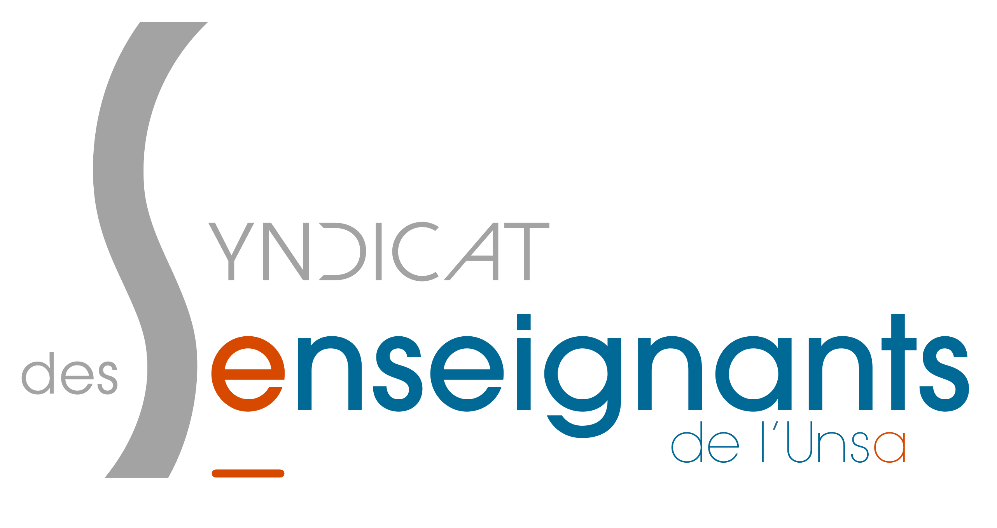 SYNDICAT
des enseignants
de l'Unsa